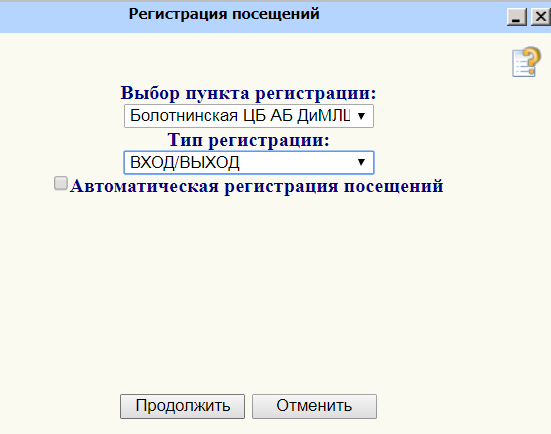 Регистрация посещений
Выбор пункта регистрации:
Болотнинская ЦБ АБ ДиМЛЦ
Тип регистрации:
ВХОД/ВЫХОД
Автоматическая регистрация посещений
Продолжить Отменить